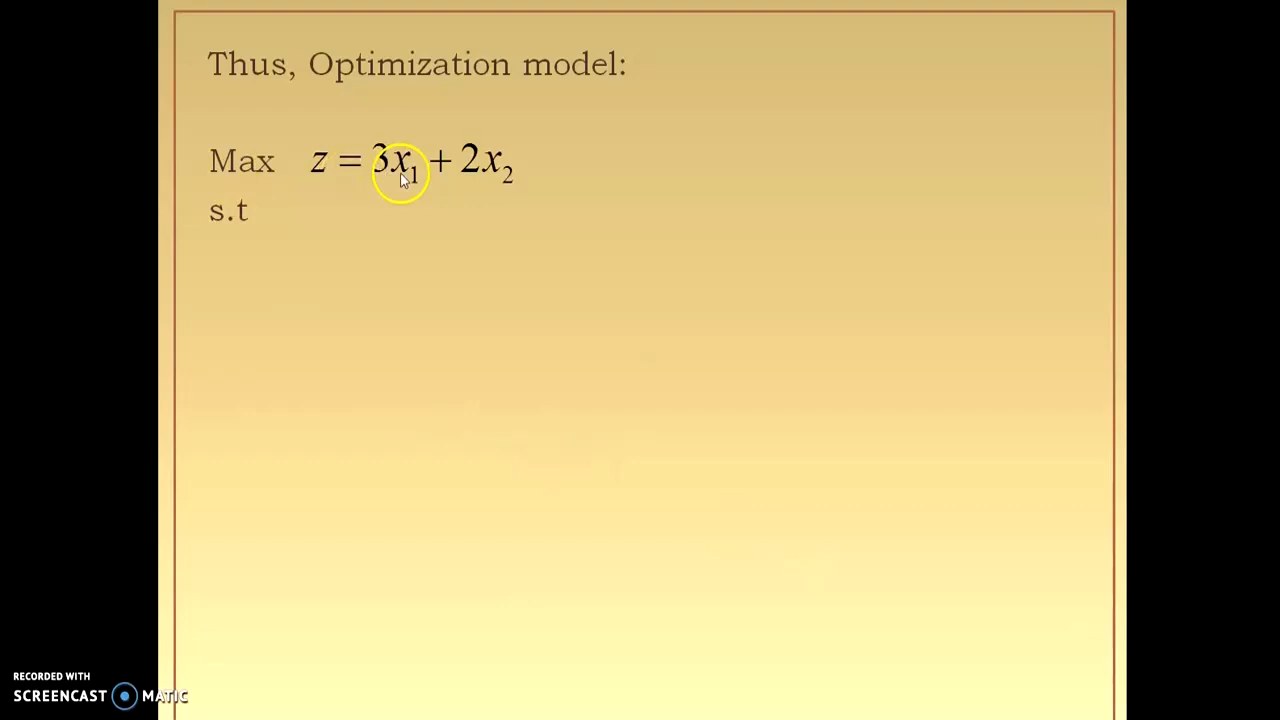 Thus, Optimization model:
Max z = 3x₁ + 2x₂
s.t
RECORDED WITH
SCREENCAST MATIC